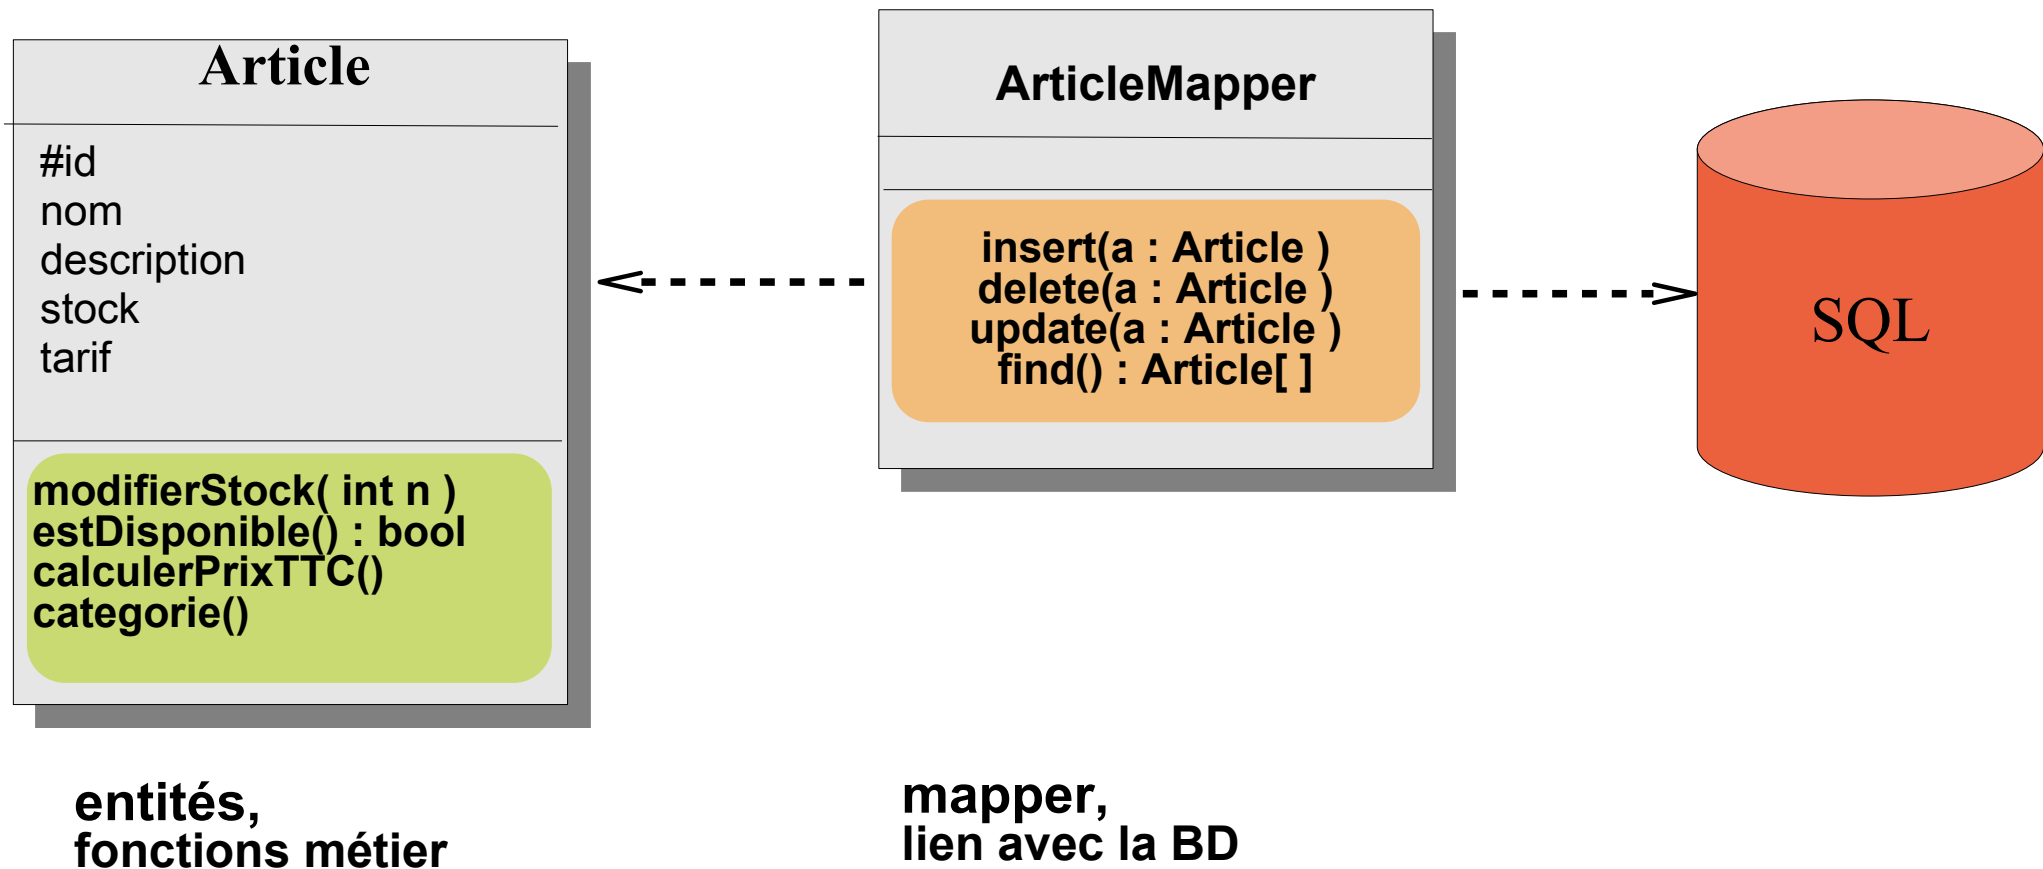 Article
#id
nom
description
stock
tarif
modifierStock( int n )
estDisponible() : bool
calculerPrixTTC()
categorie()
entités,
fonctions métier
ArticleMapper
insert(a : Article )
delete(a : Article )
update(a : Article )
find() : Article[ ]
mapper,
lien avec la BD
SQL